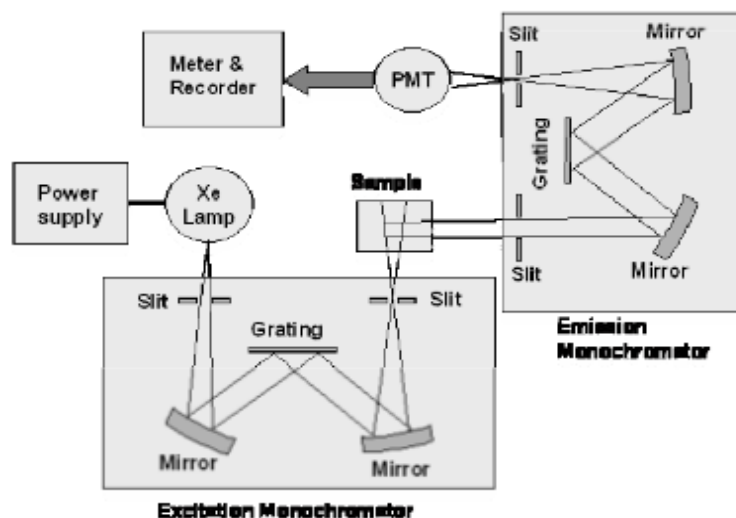 Slit
Mirror
Meter &
Recorder
PMT
Grating
Sample
Power
supply
Xe
Lamp
Slit
Mirror
Slit
Slit
Grating
Emission
Monochromator
Mirror
Mirror
Excitation Monochromator